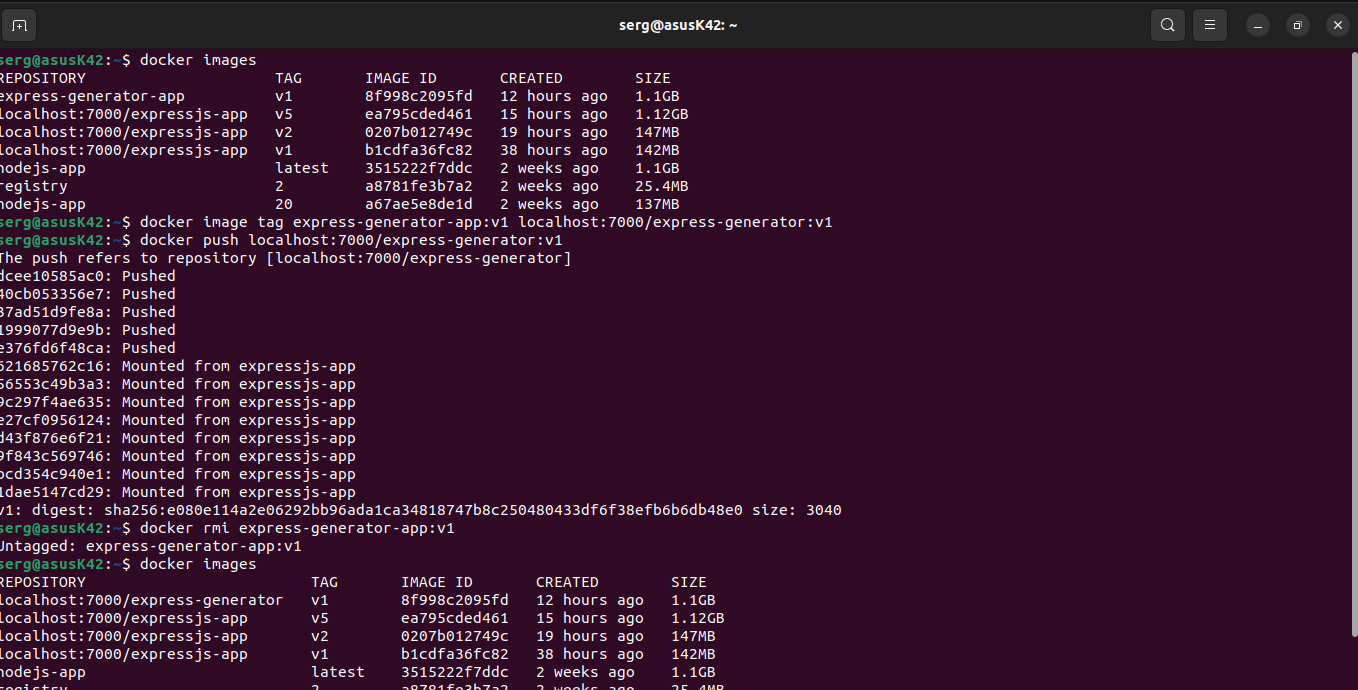 serg@asusK42: ~
serg@asusK42:~$ docker images
REPOSITORY TAG IMAGE ID CREATED SIZE
express-generator-app v1 8f998c2095fd 12 hours ago 1.1GB
localhost:7000/expressjs-app v5 ea795cded461 15 hours ago 1.12GB
localhost:7000/expressjs-app v2 0207b012749c 19 hours ago 147MB
localhost:7000/expressjs-app v1 b1cdfa36fc82 38 hours ago 142MB
nodejs-app latest 3515222f7ddc 2 weeks ago 1.1GB
registry 2 a8781fe3b7a2 2 weeks ago 25.4MB
nodejs-app 20 a67ae5e8de1d 2 weeks ago 137MB
serg@asusK42:~$ docker image tag express-generator-app:v1 localhost:7000/express-generator:v1
serg@asusK42:~$ docker push localhost:7000/express-generator:v1
The push refers to repository [localhost:7000/express-generator]
dcee10585ac0: Pushed
40cb053356e7: Pushed
37ad51d9fe8a: Pushed
1999077d9e9b: Pushed
e376fd6f48ca: Pushed
621685762c16: Mounted from expressjs-app
56553c49b3a3: Mounted from expressjs-app
9c297f4ae635: Mounted from expressjs-app
e27cf0956124: Mounted from expressjs-app
d43f876e6f21: Mounted from expressjs-app
9f843c569746: Mounted from expressjs-app
bcd354c940e1: Mounted from expressjs-app
1dae5147cd29: Mounted from expressjs-app
v1: digest: sha256:e080e114a2e06292bb96ada1ca34818747b8c250480433df6f38efb6b6db48e0 size: 3040
serg@asusK42:~$ docker rmi express-generator-app:v1
Untagged: express-generator-app:v1
serg@asusK42:~$ docker images
REPOSITORY TAG IMAGE ID CREATED SIZE
localhost:7000/express-generator v1 8f998c2095fd 12 hours ago 1.1GB
localhost:7000/expressjs-app v5 ea795cded461 15 hours ago 1.12GB
localhost:7000/expressjs-app v2 0207b012749c 19 hours ago 147MB
localhost:7000/expressjs-app v1 b1cdfa36fc82 38 hours ago 142MB
nodejs-app latest 3515222f7ddc 2 weeks ago 1.1GB
registry 2 a8781fe3b7a2 2 weeks ago 25.4MB